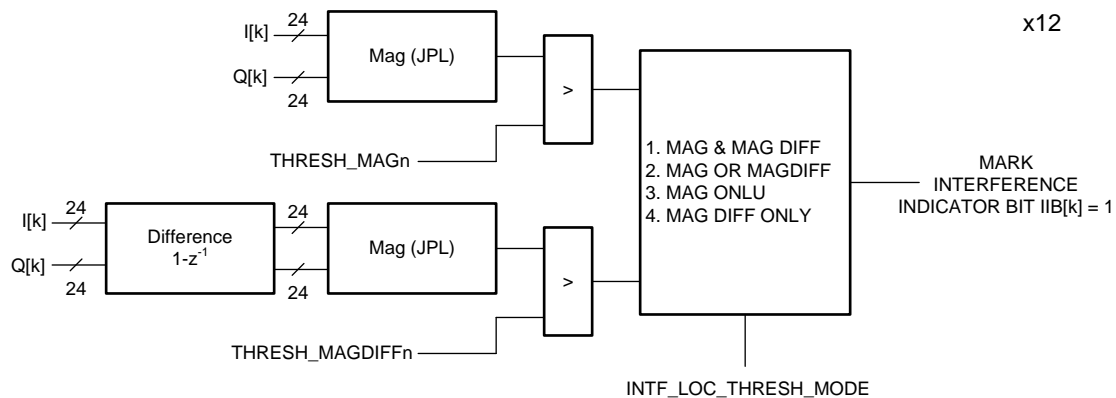 x12
24
I[k]
Mag (JPL)
Q[k]
24
>
THRESH_MAGn
1. MAG & MAG DIFF
2. MAG OR MAGDIFF
3. MAG ONLU
4. MAG DIFF ONLY
MARK
INTERFERENCE
INDICATOR BIT IIB[k] = 1
24
24
I[k]
Difference
1-z-1
Mag (JPL)
Q[k]
24
24
>
THRESH_MAGDIFFn
INTF_LOC_THRESH_MODE